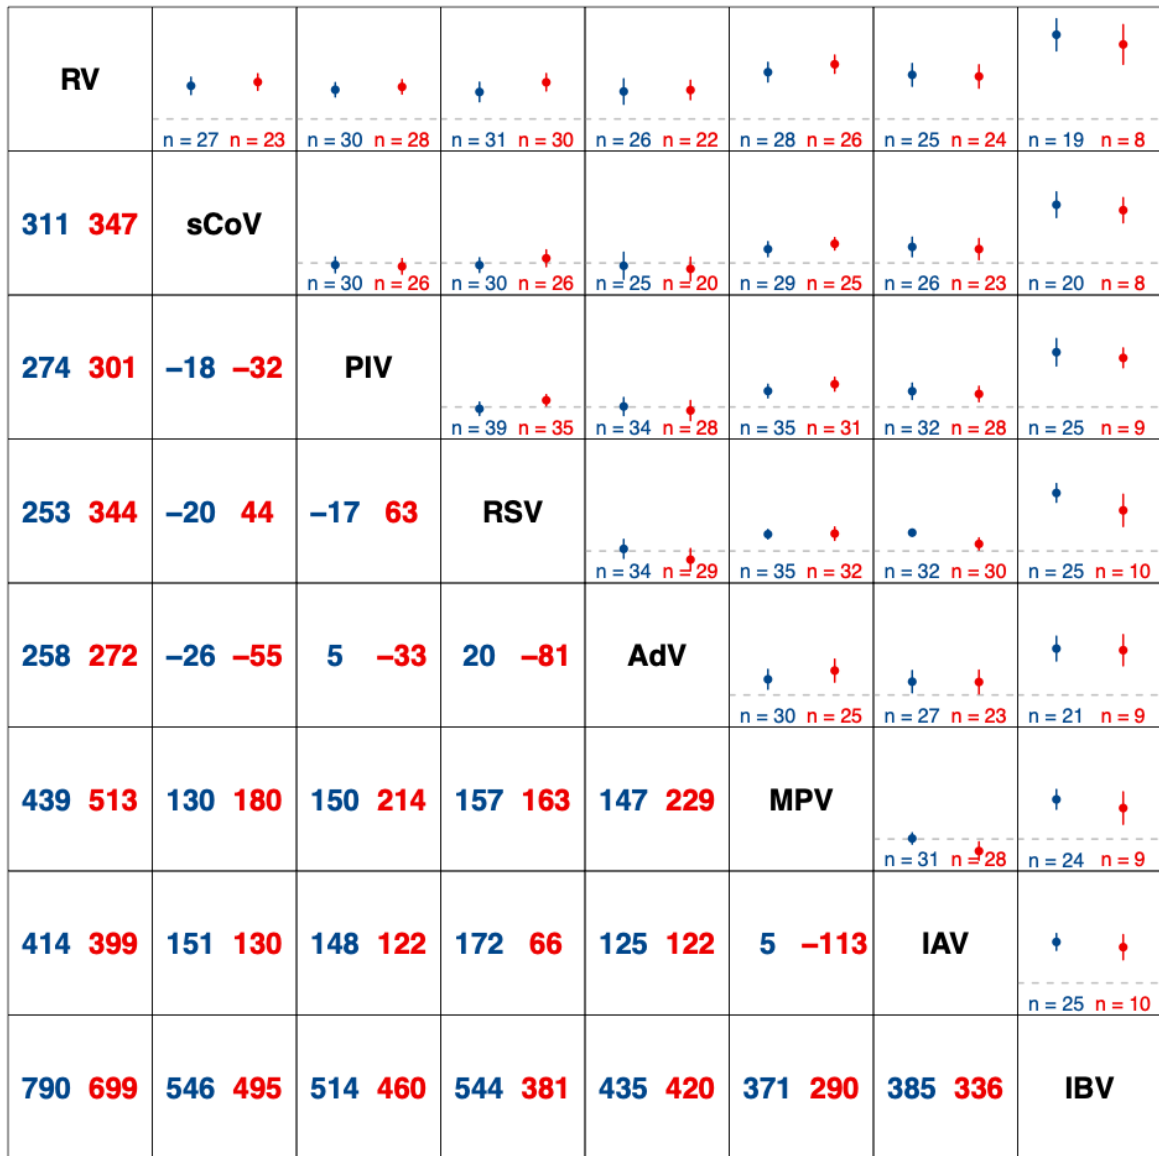 RV
n = 27 n = 23 n = 30 n = 28 n = 31 n = 30 n = 26 n = 22 n = 28 n = 26 n = 25 n = 24 n = 19 n = 8
311 347 sCoV
n = 30 n = 26 n = 30 n = 26 n = 25 n = 20 n = 29 n = 25 n = 26 n = 23 n = 20 n = 8
274 301 –18 –32 PIV
n = 39 n = 35 n = 34 n = 28 n = 35 n = 31 n = 32 n = 28 n = 25 n = 9
253 344 –20 44 –17 63 RSV
n = 34 n = 29 n = 35 n = 32 n = 32 n = 30 n = 25 n = 10
258 272 –26 –55 5 –33 20 –81 AdV
n = 30 n = 25 n = 27 n = 23 n = 21 n = 9
439 513 130 180 150 214 157 163 147 229 MPV
n = 31 n = 28 n = 24 n = 9
414 399 151 130 148 122 172 66 125 122 5 –113 IAV
n = 25 n = 10
790 699 546 495 514 460 544 381 435 420 371 290 385 336 IBV